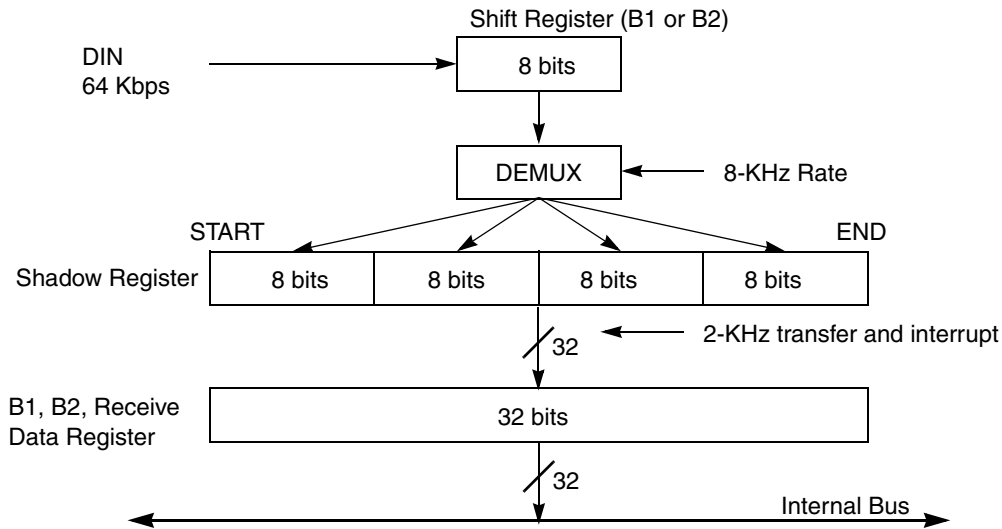 Shift Register (B1 or B2)
DIN
64 Kbps
8 bits
DEMUX
8-KHz Rate
START
END
Shadow Register
8 bits
8 bits
8 bits
8 bits
32
2-KHz transfer and interrupt
B1, B2, Receive
Data Register
32 bits
32
Internal Bus